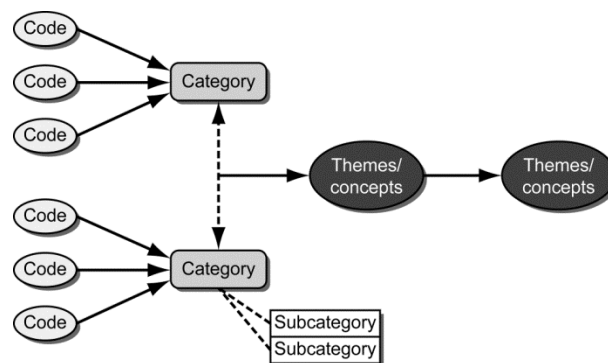 Code
Code
Category
Code
Themes/
concepts
Themes/
concepts
Code
Code
Category
Code
Subcategory
Subcategory